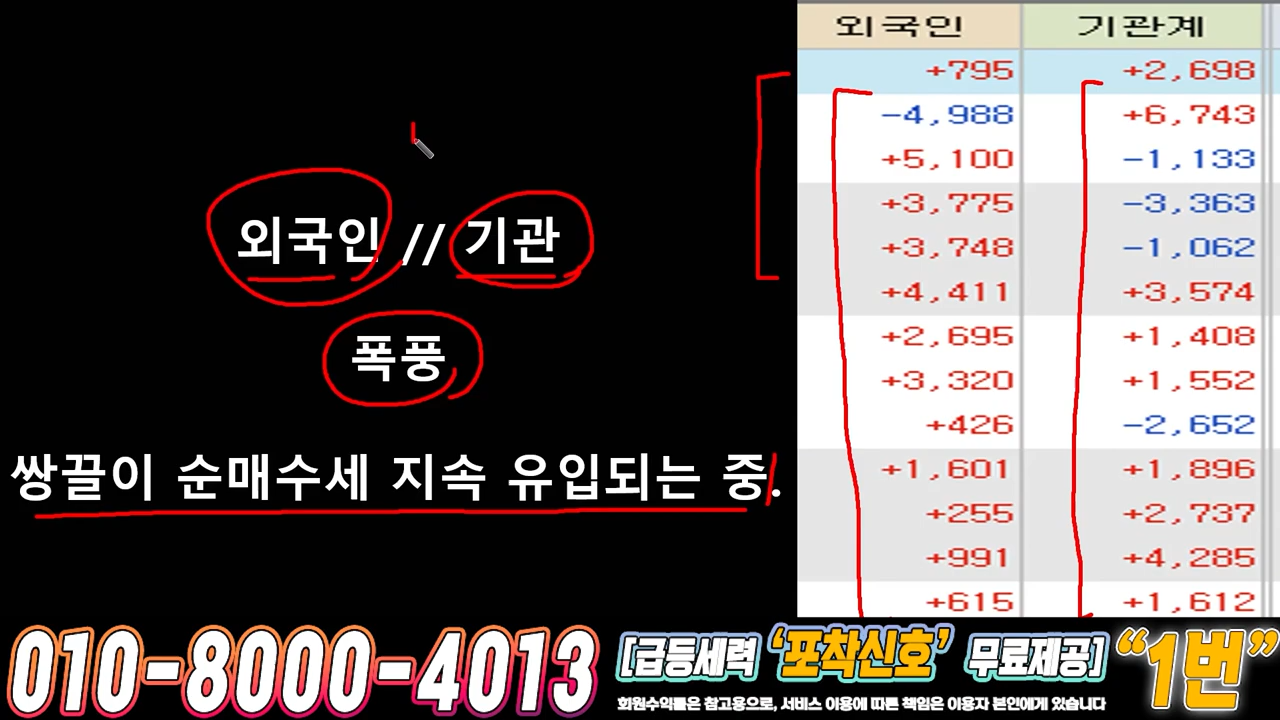 외국인 // 기관
폭풍
쌍끌이 순매수세 지속 유입되는 중.
외국인 기관계
+795 +2,698
-4,988 +6,743
+5,100 -1,133
+3,775 -3,363
+3,748 -1,062
+4,411 +3,574
+2,695 +1,408
+3,320 +1,552
+426 -2,652
+1,601 +1,896
+255 +2,737
+991 +4,285
+615 +1,612
010-8000-4013
[급등세력 ‘포착신호’ 무료제공] “1번”
회원수익률은 참고용으로, 서비스 이용에 따른 책임은 이용자 본인에게 있습니다